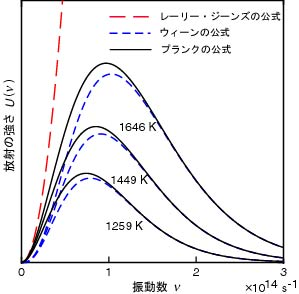 レーリー・ジーンズの公式
ウィーンの公式
プランクの公式
放射の強さ U(ν)
1646 K
1449 K
1259 K
0 1 2 3
振動数 ν
×10¹⁴ s⁻¹